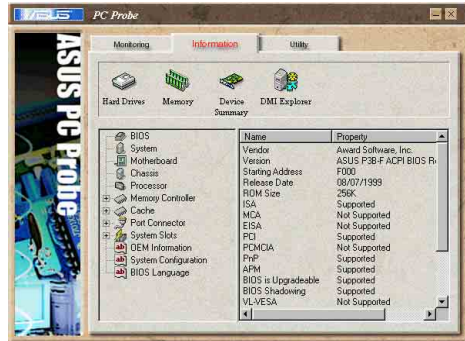 ASUS PC Probe
ASUS PC Probe
Monitoring Information Utility
Hard Drives Memory Device Summary DMI Explorer
BIOS
System
Motherboard
Chassis
Processor
Memory Controller
Cache
Port Connector
System Slots
OEM Information
System Configuration
BIOS Language
Name Property
Vendor Award Software, Inc.
Version ASUS P3B-F ACPI BIOS R
Starting Address F000
Release Date 08/07/1999
ROM Size 256K
ISA Supported
MCA Not Supported
EISA Not Supported
PCI Supported
PCMCIA Not Supported
PnP Supported
APM Supported
BIOS is Upgradeable Supported
BIOS Shadowing Supported
VL-VESA Not Supported